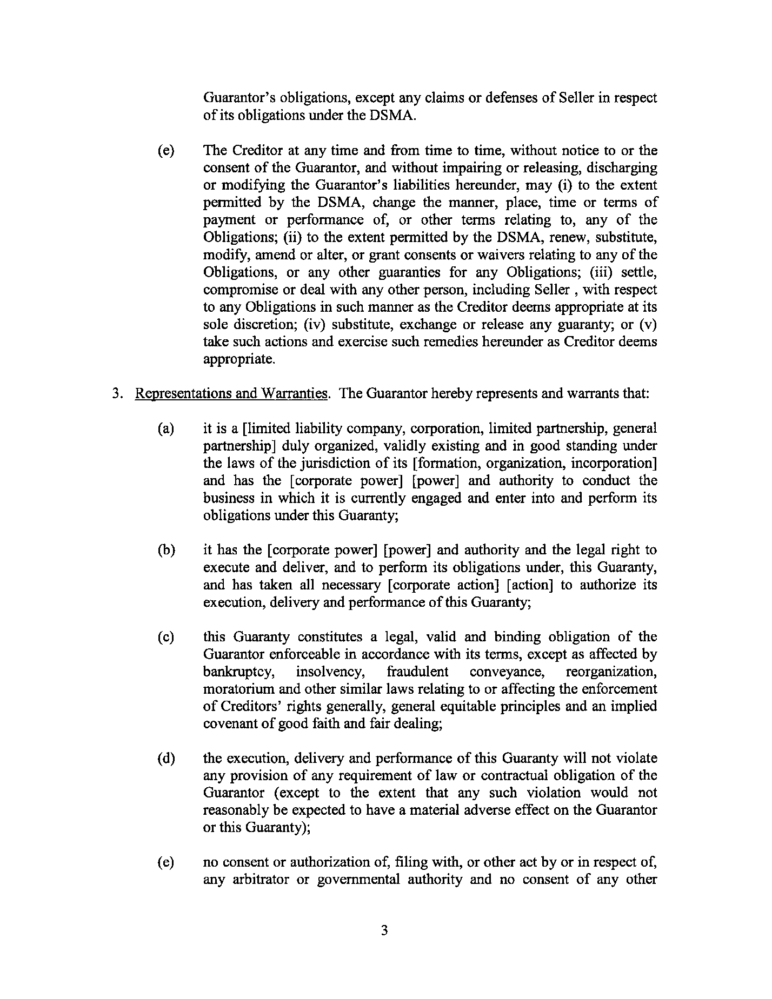 Guarantor's obligations, except any claims or defenses of Seller in respect
of its obligations under the DSMA.
(e) The Creditor at any time and from time to time, without notice to or the
consent of the Guarantor, and without impairing or releasing, discharging
or modifying the Guarantor's liabilities hereunder, may (i) to the extent
permitted by the DSMA, change the manner, place, time or terms of
payment or performance of, or other terms relating to, any of the
Obligations; (ii) to the extent permitted by the DSMA, renew, substitute,
modify, amend or alter, or grant consents or waivers relating to any of the
Obligations, or any other guaranties for any Obligations; (iii) settle,
compromise or deal with any other person, including Seller , with respect
to any Obligations in such manner as the Creditor deems appropriate at its
sole discretion; (iv) substitute, exchange or release any guaranty; or (v)
take such actions and exercise such remedies hereunder as Creditor deems
appropriate.
3. Representations and Warranties. The Guarantor hereby represents and warrants that:
(a) it is a [limited liability company, corporation, limited partnership, general
partnership] duly organized, validly existing and in good standing under
the laws of the jurisdiction of its [formation, organization, incorporation]
and has the [corporate power] [power] and authority to conduct the
business in which it is currently engaged and enter into and perform its
obligations under this Guaranty;
(b) it has the [corporate power] [power] and authority and the legal right to
execute and deliver, and to perform its obligations under, this Guaranty,
and has taken all necessary [corporate action] [action] to authorize its
execution, delivery and performance of this Guaranty;
(c) this Guaranty constitutes a legal, valid and binding obligation of the
Guarantor enforceable in accordance with its terms, except as affected by
bankruptcy, insolvency, fraudulent conveyance, reorganization,
moratorium and other similar laws relating to or affecting the enforcement
of Creditors' rights generally, general equitable principles and an implied
covenant of good faith and fair dealing;
(d) the execution, delivery and performance of this Guaranty will not violate
any provision of any requirement of law or contractual obligation of the
Guarantor (except to the extent that any such violation would not
reasonably be expected to have a material adverse effect on the Guarantor
or this Guaranty);
(e) no consent or authorization of, filing with, or other act by or in respect of,
any arbitrator or governmental authority and no consent of any other
3